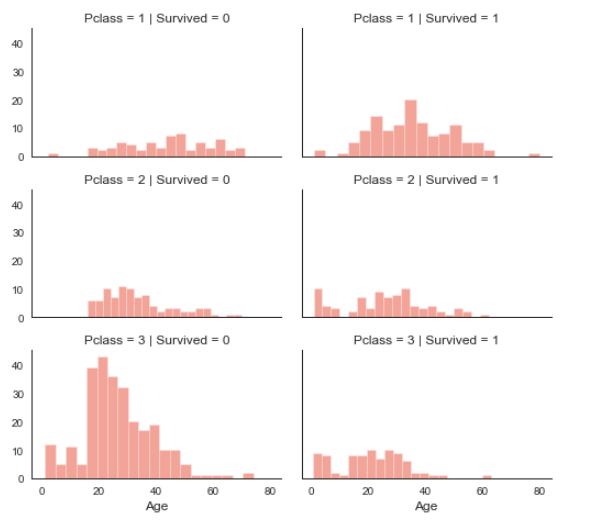 Pclass = 1 | Survived = 0
Pclass = 1 | Survived = 1
40
30
20
10
0
Pclass = 2 | Survived = 0
Pclass = 2 | Survived = 1
40
30
20
10
0
Pclass = 3 | Survived = 0
Pclass = 3 | Survived = 1
40
30
20
10
0
0 20 40 60 80
0 20 40 60 80
Age
Age